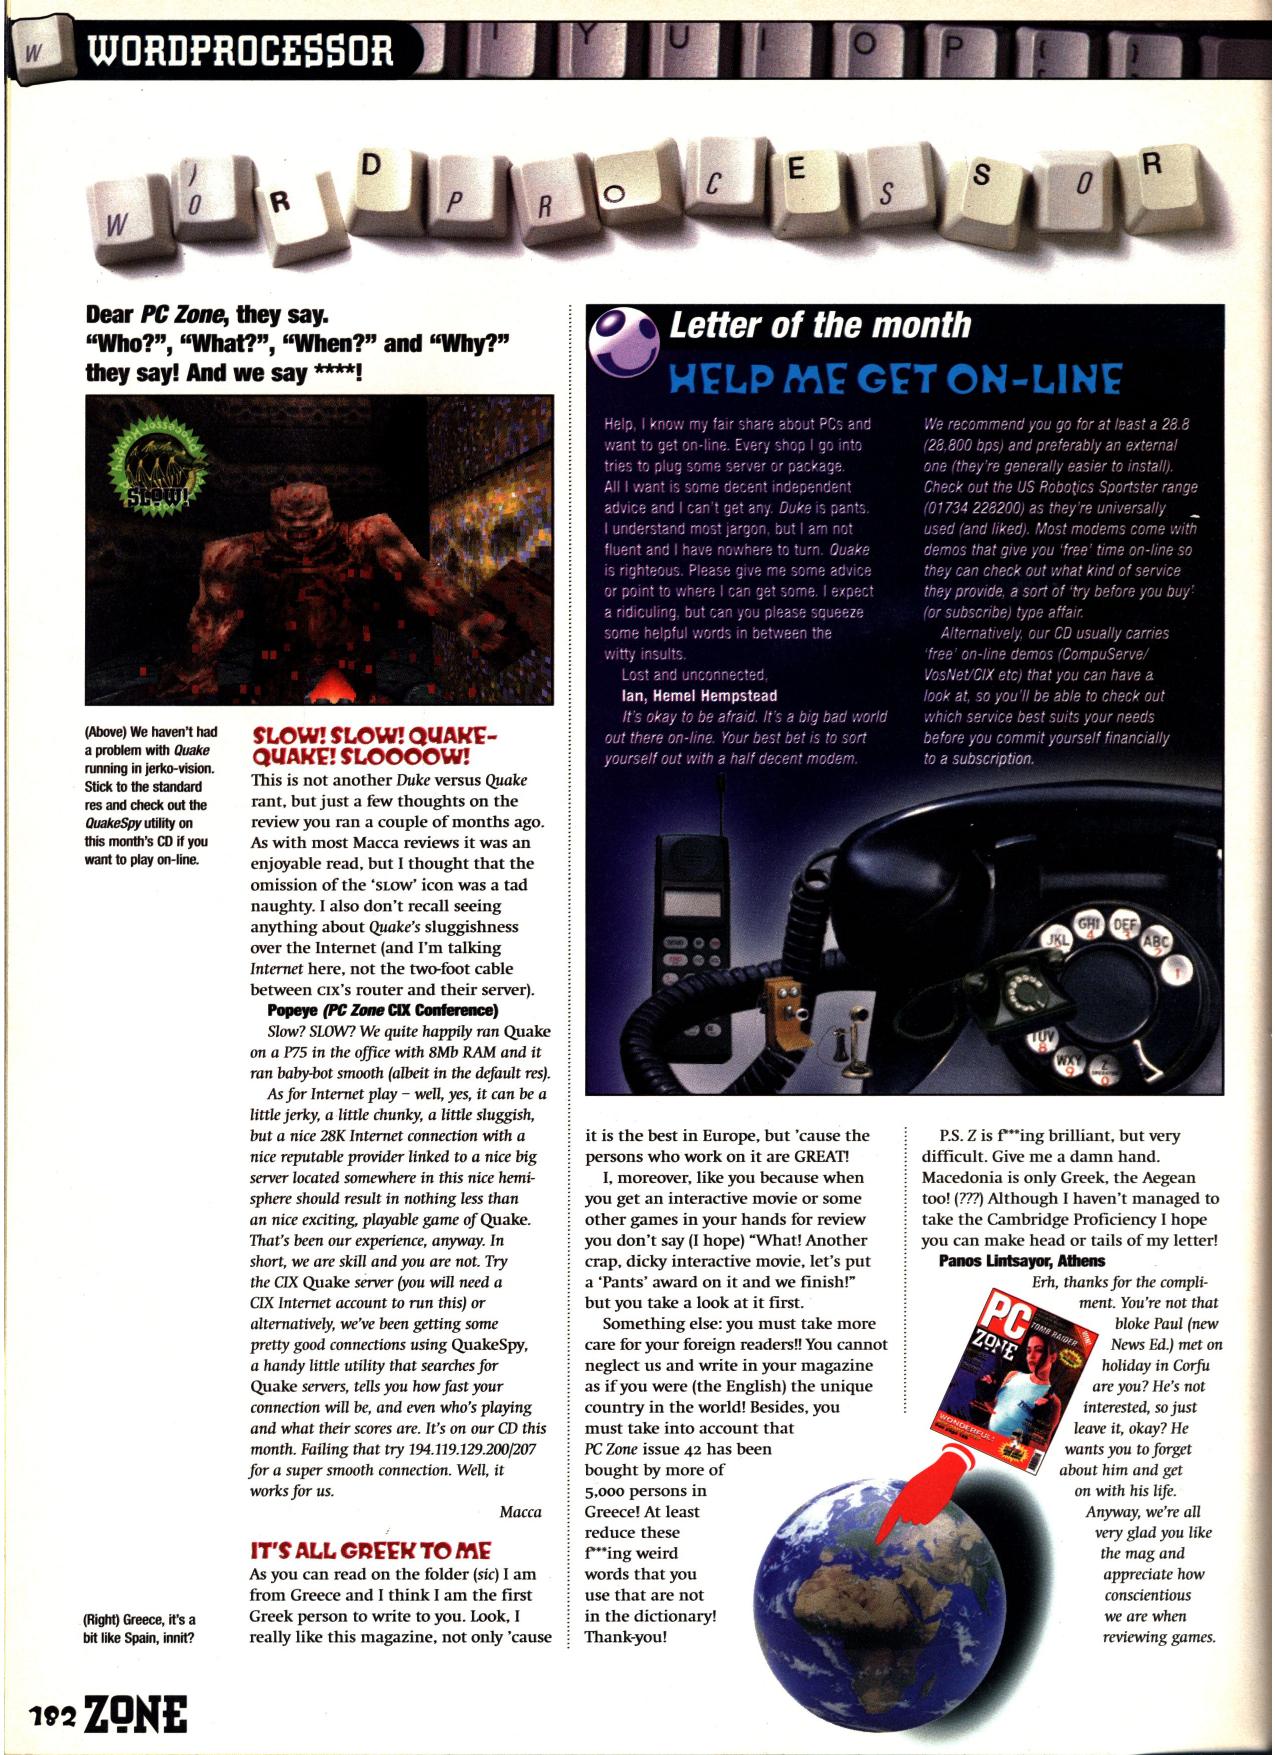 W
WORDPROCESSOR
T Y U I O P { }
W ) 0 R D P R O C E S S O R
Dear PC Zone, they say.
“Who?”, “What?”, “When?” and “Why?”
they say! And we say ****!
SLOW!
(Above) We haven't had
a problem with Quake
running in jerko-vision.
Stick to the standard
res and check out the
QuakeSpy utility on
this month's CD if you
want to play on-line.
SLOW! SLOW! QUAKE-
QUAKE! SLOOOOW!
This is not another Duke versus Quake
rant, but just a few thoughts on the
review you ran a couple of months ago.
As with most Macca reviews it was an
enjoyable read, but I thought that the
omission of the ‘SLOW’ icon was a tad
naughty. I also don't recall seeing
anything about Quake's sluggishness
over the Internet (and I'm talking
Internet here, not the two-foot cable
between CIX's router and their server).
Popeye (PC Zone CIX Conference)
Slow? SLOW? We quite happily ran Quake
on a P75 in the office with 8Mb RAM and it
ran baby-bot smooth (albeit in the default res).
As for Internet play – well, yes, it can be a
little jerky, a little chunky, a little sluggish,
but a nice 28K Internet connection with a
nice reputable provider linked to a nice big
server located somewhere in this nice hemi-
sphere should result in nothing less than
an nice exciting, playable game of Quake.
That's been our experience, anyway. In
short, we are skill and you are not. Try
the CIX Quake server (you will need a
CIX Internet account to run this) or
alternatively, we've been getting some
pretty good connections using QuakeSpy,
a handy little utility that searches for
Quake servers, tells you how fast your
connection will be, and even who's playing
and what their scores are. It's on our CD this
month. Failing that try 194.119.129.200/207
for a super smooth connection. Well, it
works for us.
Macca
IT'S ALL GREEK TO ME
As you can read on the folder (sic) I am
from Greece and I think I am the first
Greek person to write to you. Look, I
really like this magazine, not only 'cause
(Right) Greece, it's a
bit like Spain, innit?
Letter of the month
HELP ME GET ON-LINE
Help, I know my fair share about PCs and
want to get on-line. Every shop I go into
tries to plug some server or package.
All I want is some decent independent
advice and I can't get any. Duke is pants.
I understand most jargon, but I am not
fluent and I have nowhere to turn. Quake
is righteous. Please give me some advice
or point to where I can get some. I expect
a ridiculing, but can you please squeeze
some helpful words in between the
witty insults.
Lost and unconnected,
Ian, Hemel Hempstead
It's okay to be afraid. It's a big bad world
out there on-line. Your best bet is to sort
yourself out with a half decent modem.
We recommend you go for at least a 28.8
(28,800 bps) and preferably an external
one (they're generally easier to install).
Check out the US Robotics Sportster range
(01734 228200) as they're universally
used (and liked). Most modems come with
demos that give you ‘free’ time on-line so
they can check out what kind of service
they provide, a sort of ‘try before you buy’
(or subscribe) type affair.
Alternatively, our CD usually carries
‘free’ on-line demos (CompuServe/
VosNet/CIX etc) that you can have a
look at, so you'll be able to check out
which service best suits your needs
before you commit yourself financially
to a subscription.
JKL
GHI 4
DEF 3
ABC 2
1
TUV 8
WXY 9
Z 0
it is the best in Europe, but 'cause the
persons who work on it are GREAT!
I, moreover, like you because when
you get an interactive movie or some
other games in your hands for review
you don't say (I hope) “What! Another
crap, dicky interactive movie, let's put
a ‘Pants’ award on it and we finish!”
but you take a look at it first.
Something else: you must take more
care for your foreign readers!! You cannot
neglect us and write in your magazine
as if you were (the English) the unique
country in the world! Besides, you
must take into account that
PC Zone issue 42 has been
bought by more of
5,000 persons in
Greece! At least
reduce these
f***ing weird
words that you
use that are not
in the dictionary!
Thank-you!
P.S. Z is f***ing brilliant, but very
difficult. Give me a damn hand.
Macedonia is only Greek, the Aegean
too! (???) Although I haven't managed to
take the Cambridge Proficiency I hope
you can make head or tails of my letter!
Panos Lintsayor, Athens
Erh, thanks for the compli-
ment. You're not that
bloke Paul (new
News Ed.) met on
holiday in Corfu
are you? He's not
interested, so just
leave it, okay? He
wants you to forget
about him and get
on with his life.
Anyway, we're all
very glad you like
the mag and
appreciate how
conscientious
we are when
reviewing games.
PC
ZONE
TOMB RAIDER
WONDERFUL!
192 ZONE